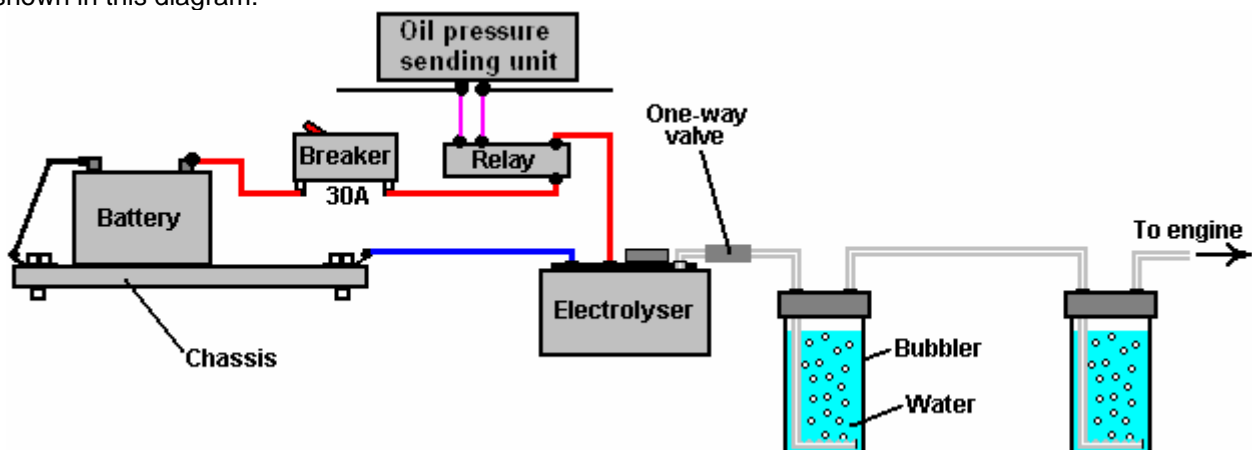 shown in this diagram:
Oil pressure
sending unit
One-way
valve
Breaker
Relay
30A
Battery
To engine
Electrolyser
Chassis
Bubbler
Water